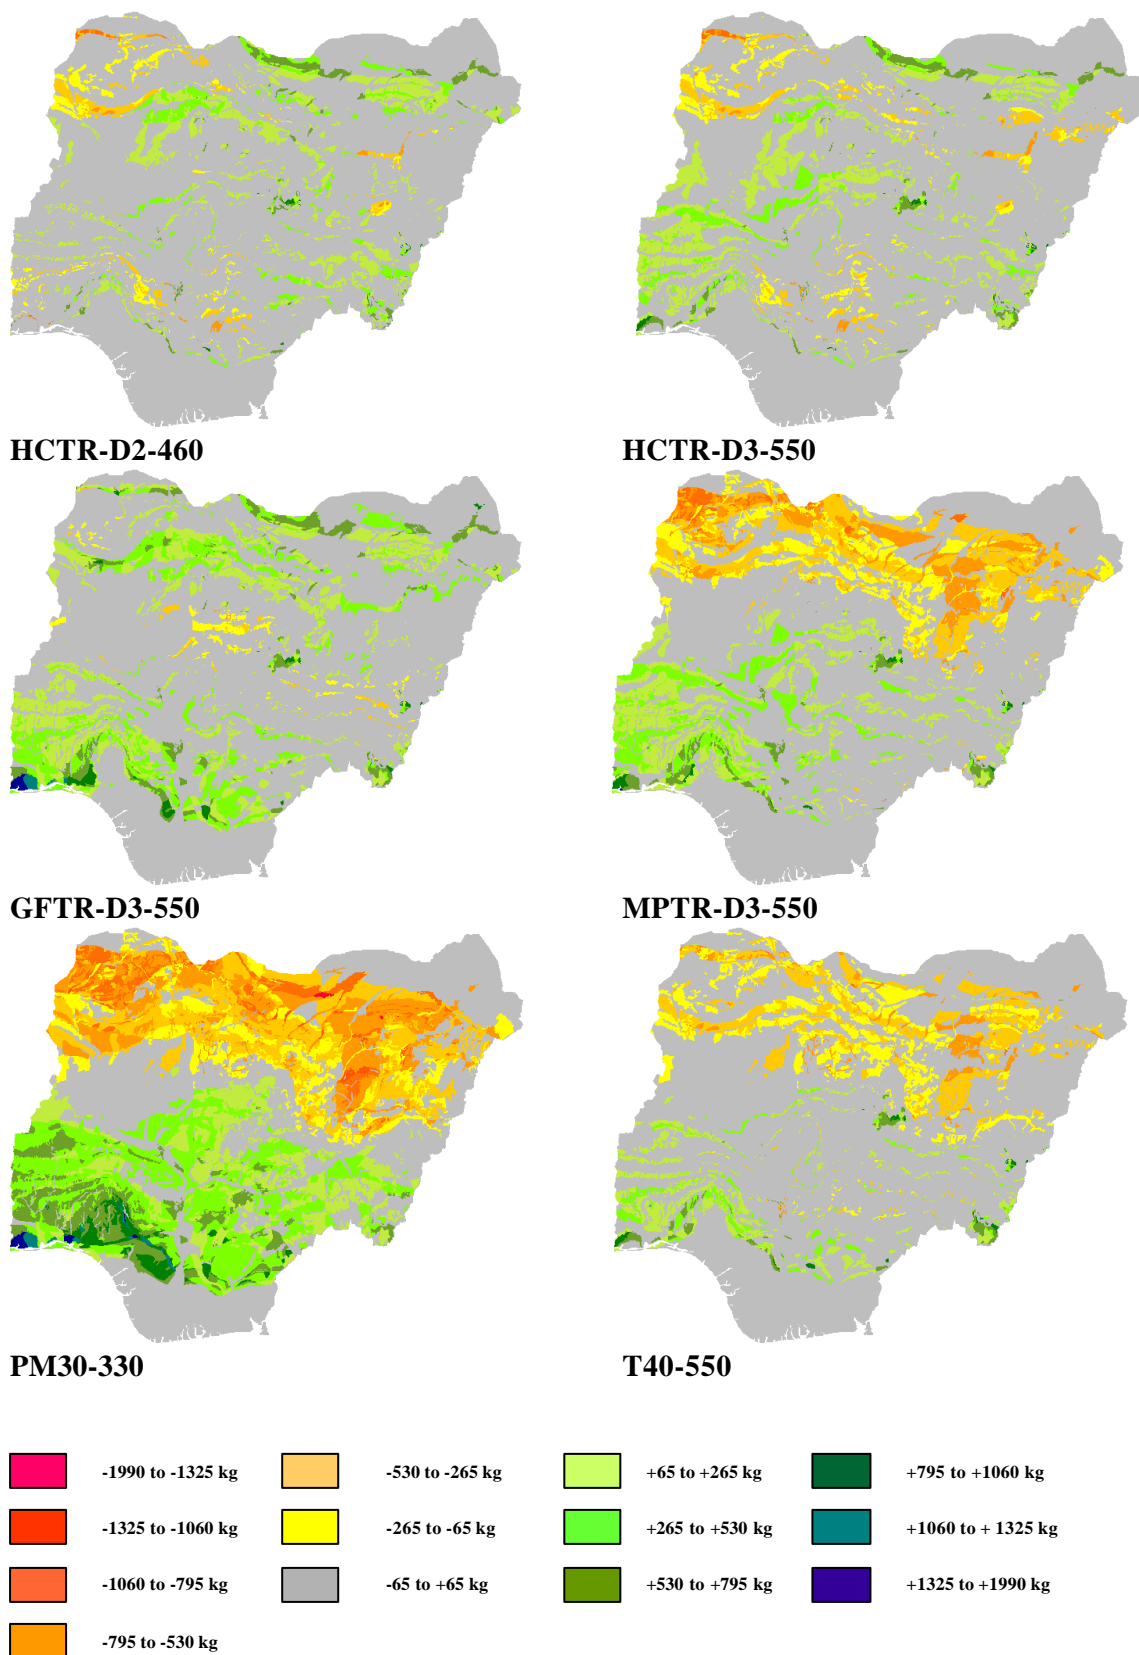 HCTR-D2-460 HCTR-D3-550
GFTR-D3-550 MPTR-D3-550
PM30-330 T40-550
-1990 to -1325 kg -530 to -265 kg +65 to +265 kg +795 to +1060 kg
-1325 to -1060 kg -265 to -65 kg +265 to +530 kg +1060 to + 1325 kg
-1060 to -795 kg -65 to +65 kg +530 to +795 kg +1325 to +1990 kg
-795 to -530 kg